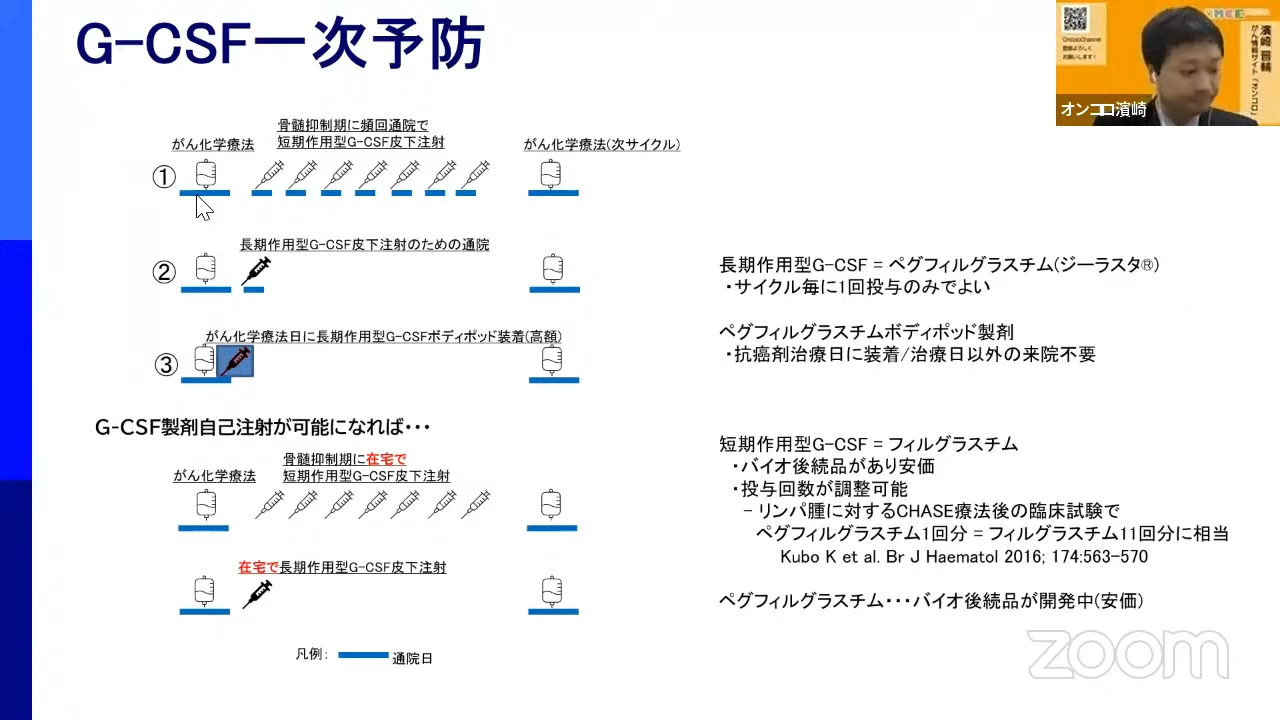 G-CSF一次予防
骨髄抑制期に頻回通院で
がん化学療法
短期作用型G-CSF皮下注射
がん化学療法(次サイクル)
①
長期作用型G-CSF皮下注射のための通院
②
がん化学療法日に長期作用型G-CSFボディポッド装着(高額)
③
G-CSF製剤自己注射が可能になれば・・・
骨髄抑制期に在宅で
がん化学療法
短期作用型G-CSF皮下注射
在宅で長期作用型G-CSF皮下注射
凡例:
通院日
長期作用型G-CSF = ペグフィルグラスチム(ジーラスタ®)
・サイクル毎に1回投与のみでよい
ペグフィルグラスチムボディポッド製剤
・抗癌剤治療日に装着/治療日以外の来院不要
短期作用型G-CSF = フィルグラスチム
・バイオ後続品があり安価
・投与回数が調整可能
- リンパ腫に対するCHASE療法後の臨床試験で
ペグフィルグラスチム1回分 = フィルグラスチム11回分に相当
Kubo K et al. Br J Haematol 2016; 174:563-570
ペグフィルグラスチム・・・バイオ後続品が開発中(安価)
zoom
濱崎 晋輔
がん情報サイト「オンコロ」
オンコロ濱崎